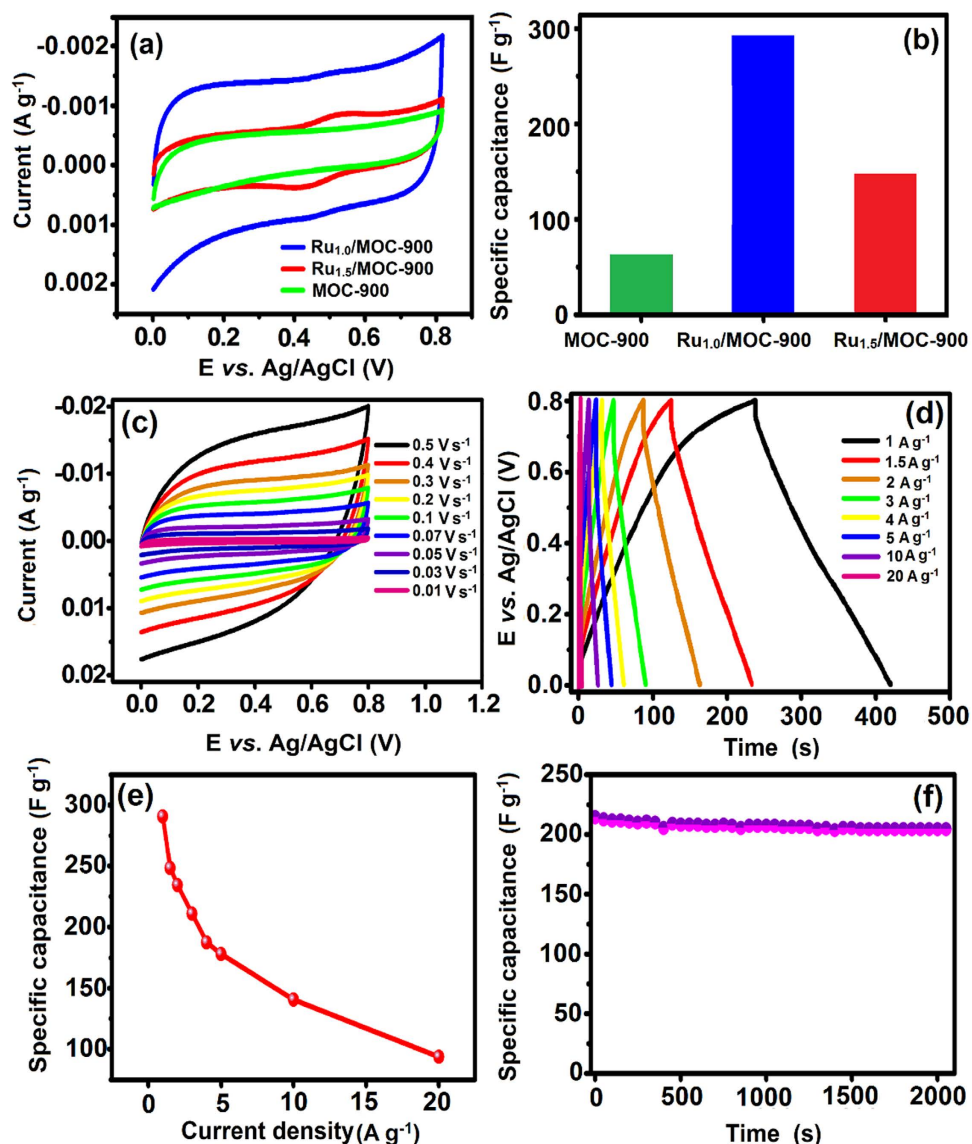 (a)
Current (A g⁻¹)
-0.002
-0.001
0.000
0.001
0.002
Ru₁.₀/MOC-900
Ru₁.₅/MOC-900
MOC-900
0.0 0.2 0.4 0.6 0.8
E vs. Ag/AgCl (V)
(b)
Specific capacitance (F g⁻¹)
300
200
100
0
MOC-900 Ru₁.₀/MOC-900 Ru₁.₅/MOC-900
(c)
Current (A g⁻¹)
-0.02
-0.01
0.00
0.01
0.02
0.5 V s⁻¹
0.4 V s⁻¹
0.3 V s⁻¹
0.2 V s⁻¹
0.1 V s⁻¹
0.07 V s⁻¹
0.05 V s⁻¹
0.03 V s⁻¹
0.01 V s⁻¹
0.0 0.2 0.4 0.6 0.8 1.0 1.2
E vs. Ag/AgCl (V)
(d)
E vs. Ag/AgCl (V)
0.8
0.6
0.4
0.2
0.0
1 A g⁻¹
1.5 A g⁻¹
2 A g⁻¹
3 A g⁻¹
4 A g⁻¹
5 A g⁻¹
10 A g⁻¹
20 A g⁻¹
0 100 200 300 400 500
Time (s)
(e)
Specific capacitance (F g⁻¹)
300
250
200
150
100
0 5 10 15 20
Current density (A g⁻¹)
(f)
Specific capacitance (F g⁻¹)
250
200
150
100
50
0
0 500 1000 1500 2000
Time (s)